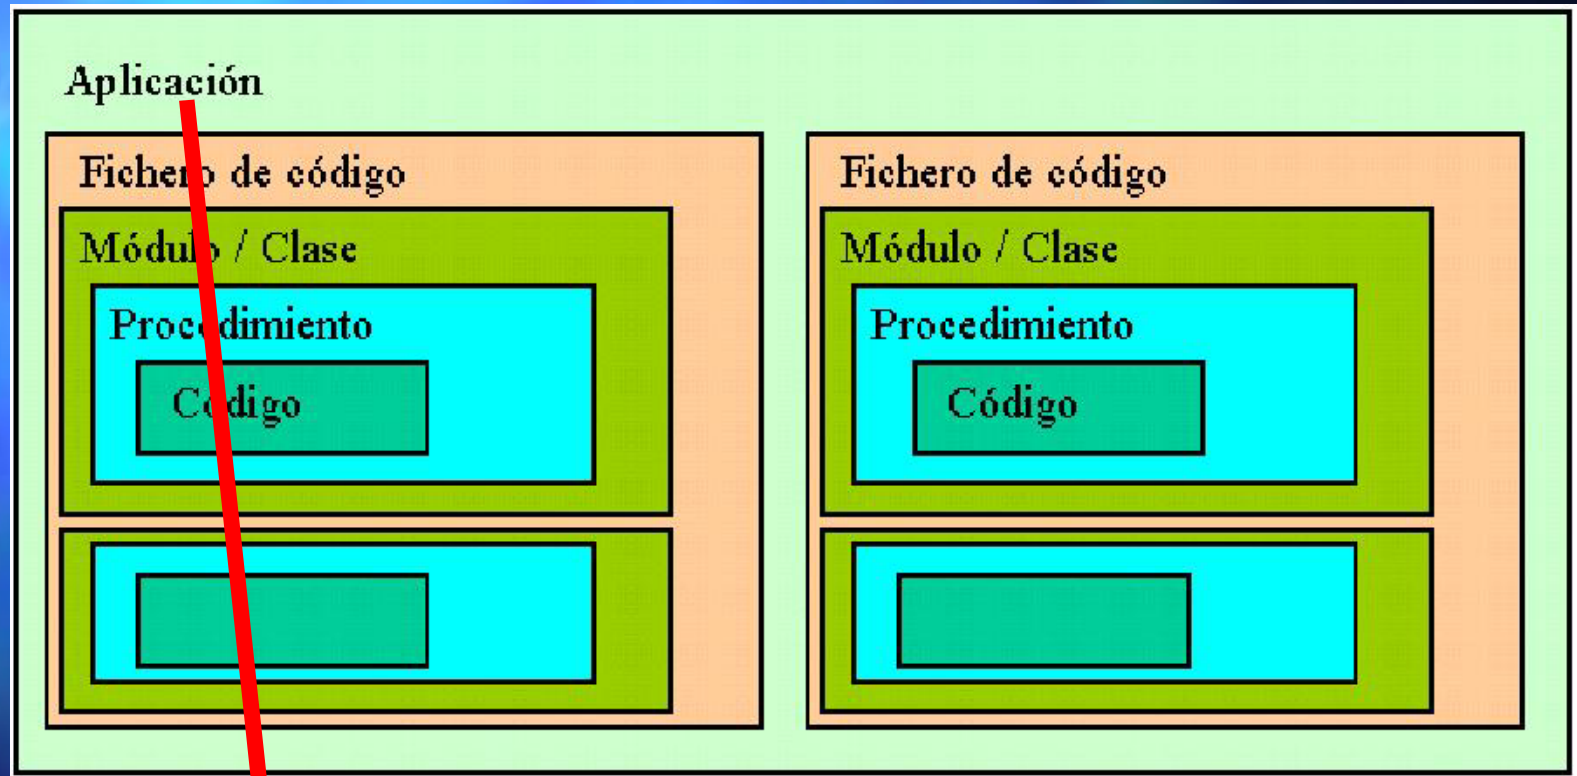 Aplicación
Fichero de código
Módulo / Clase
Procedimiento
Código
Fichero de código
Módulo / Clase
Procedimiento
Código